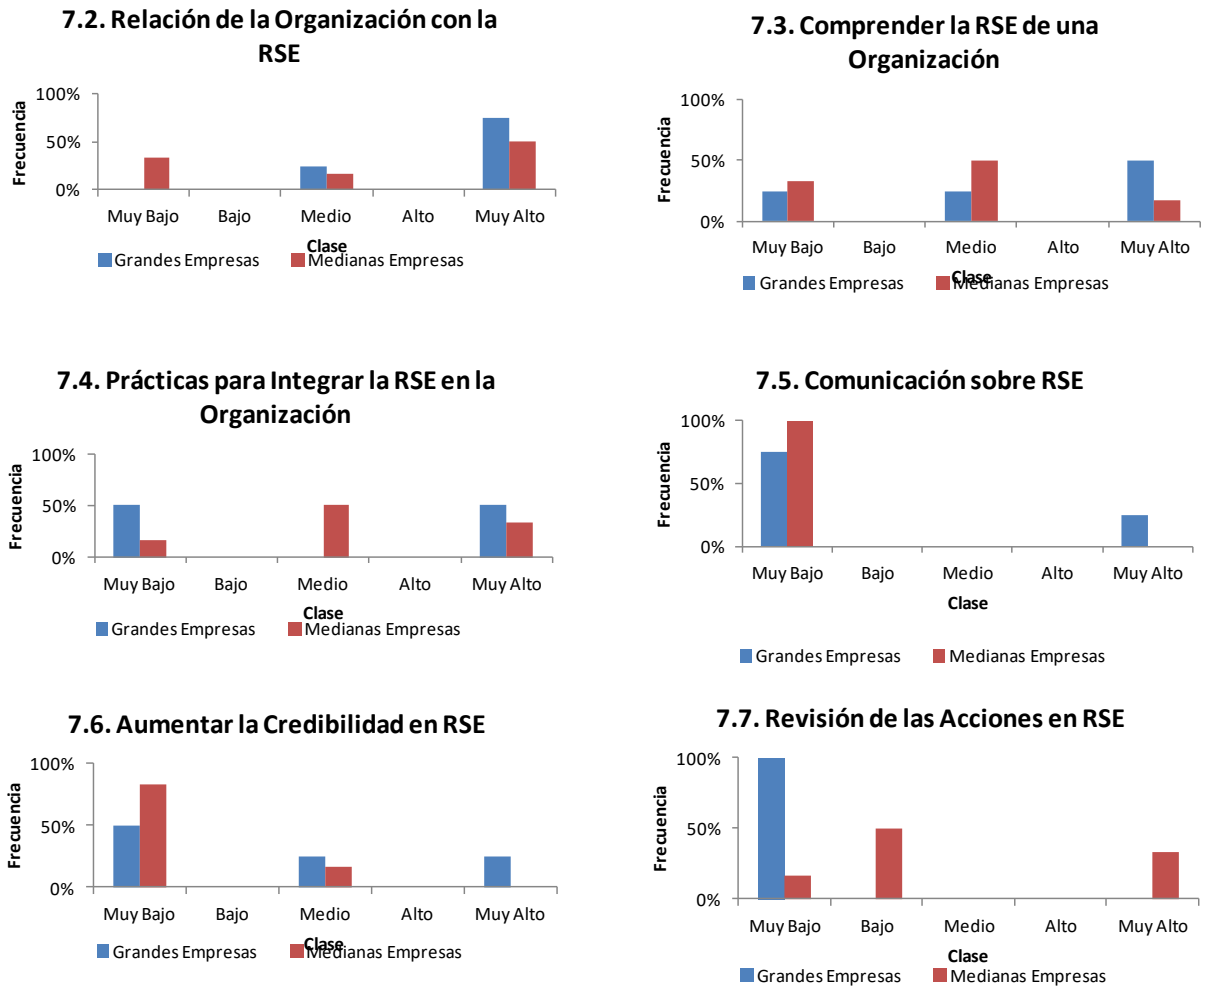 7.2. Relación de la Organización con la
RSE
100%
50%
0%
Frecuencia
Muy Bajo Bajo Medio Alto Muy Alto
Clase
Grandes Empresas Medianas Empresas
7.3. Comprender la RSE de una
Organización
100%
50%
0%
Frecuencia
Muy Bajo Bajo Medio Alto Muy Alto
Clase
Grandes Empresas Medianas Empresas
7.4. Prácticas para Integrar la RSE en la
Organización
100%
50%
0%
Frecuencia
Muy Bajo Bajo Medio Alto Muy Alto
Clase
Grandes Empresas Medianas Empresas
7.5. Comunicación sobre RSE
100%
50%
0%
Frecuencia
Muy Bajo Bajo Medio Alto Muy Alto
Clase
Grandes Empresas Medianas Empresas
7.6. Aumentar la Credibilidad en RSE
100%
50%
0%
Frecuencia
Muy Bajo Bajo Medio Alto Muy Alto
Clase
Grandes Empresas Medianas Empresas
7.7. Revisión de las Acciones en RSE
100%
50%
0%
Frecuencia
Muy Bajo Bajo Medio Alto Muy Alto
Clase
Grandes Empresas Medianas Empresas